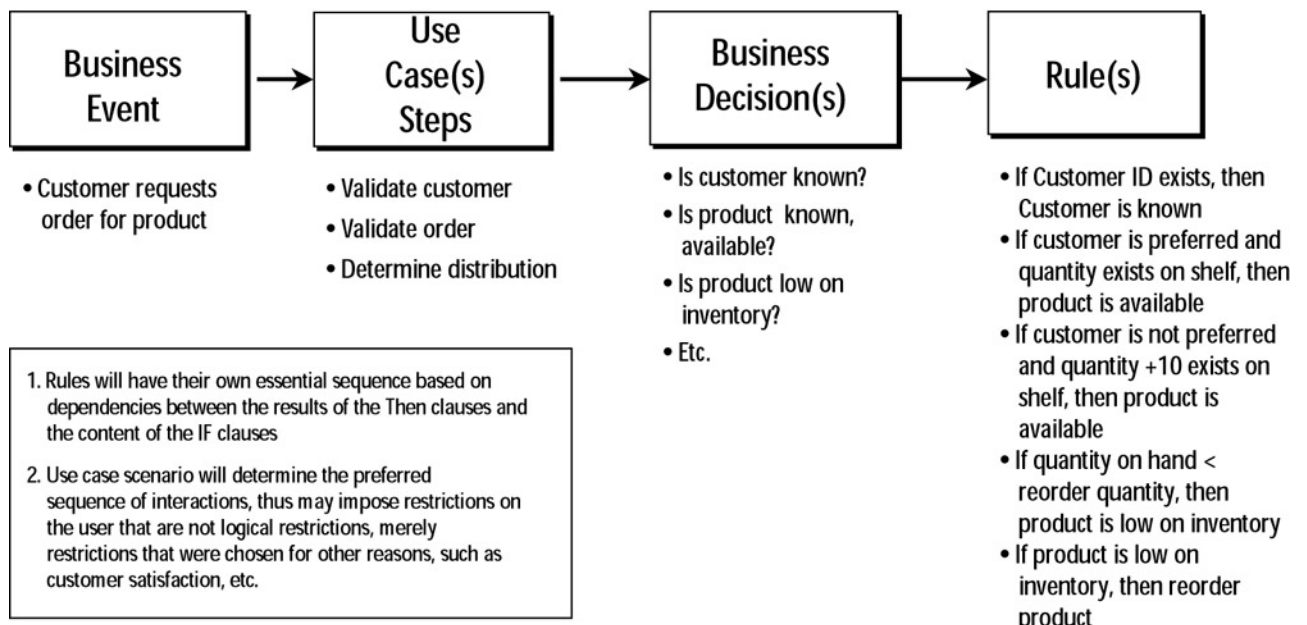 Business
Event
Use
Case(s)
Steps
Business
Decision(s)
Rule(s)
• Customer requests
order for product
• Validate customer
• Validate order
• Determine distribution
• Is customer known?
• Is product known,
available?
• Is product low on
inventory?
• Etc.
• If Customer ID exists, then
Customer is known
• If customer is preferred and
quantity exists on shelf, then
product is available
• If customer is not preferred
and quantity +10 exists on
shelf, then product is
available
• If quantity on hand <
reorder quantity, then
product is low on inventory
• If product is low on
inventory, then reorder
product
1. Rules will have their own essential sequence based on
dependencies between the results of the Then clauses and
the content of the IF clauses
2. Use case scenario will determine the preferred
sequence of interactions, thus may impose restrictions on
the user that are not logical restrictions, merely
restrictions that were chosen for other reasons, such as
customer satisfaction, etc.